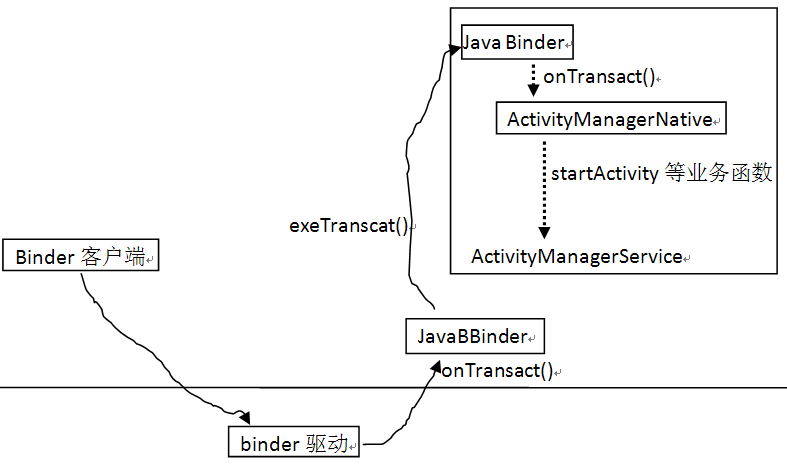 Java Binder
onTransact()
ActivityManagerNative
startActivity 等业务函数
exeTranscat()
Binder 客户端
ActivityManagerService
JavaBBinder
onTransact()
binder 驱动